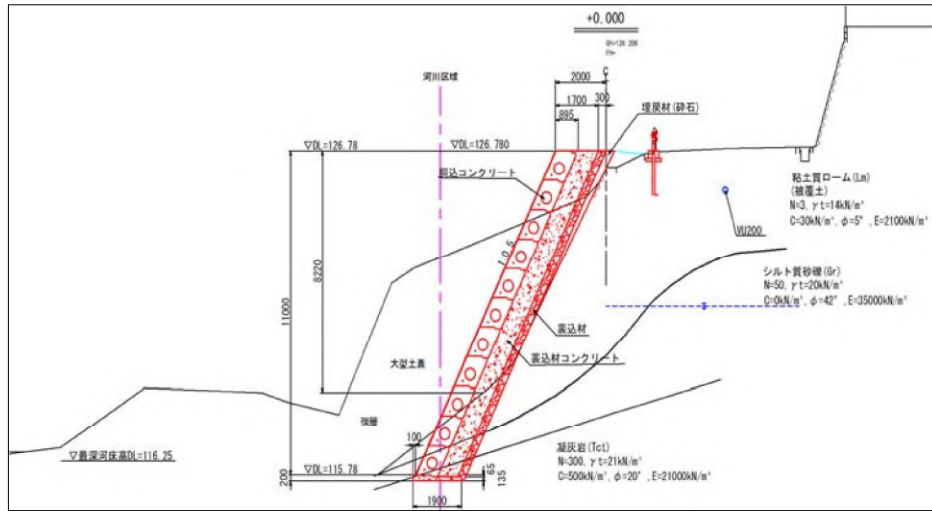 +0.000
GH=126.206
FH=
C
河川区域
2000
1700
300
895
埋戻材(砕石)
▽DL=126.78
▽DL=126.780
胴込コンクリート
粘土質ローム(Lm)
(被覆土)
N=3, γt=14kN/m³
C=30kN/m², φ=5°, E=2100kN/m²
VU200
1:0.5
8220
11000
シルト質砂礫(Gr)
N=50, γt=20kN/m³
C=0kN/m², φ=42°, E=35000kN/m²
裏込材
裏込材コンクリート
大型土嚢
100
▽最深河床高DL=116.25
▽DL=115.78
200
65
135
1900
凝灰岩(Tct)
N=300, γt=21kN/m³
C=500kN/m², φ=20°, E=21000kN/m²